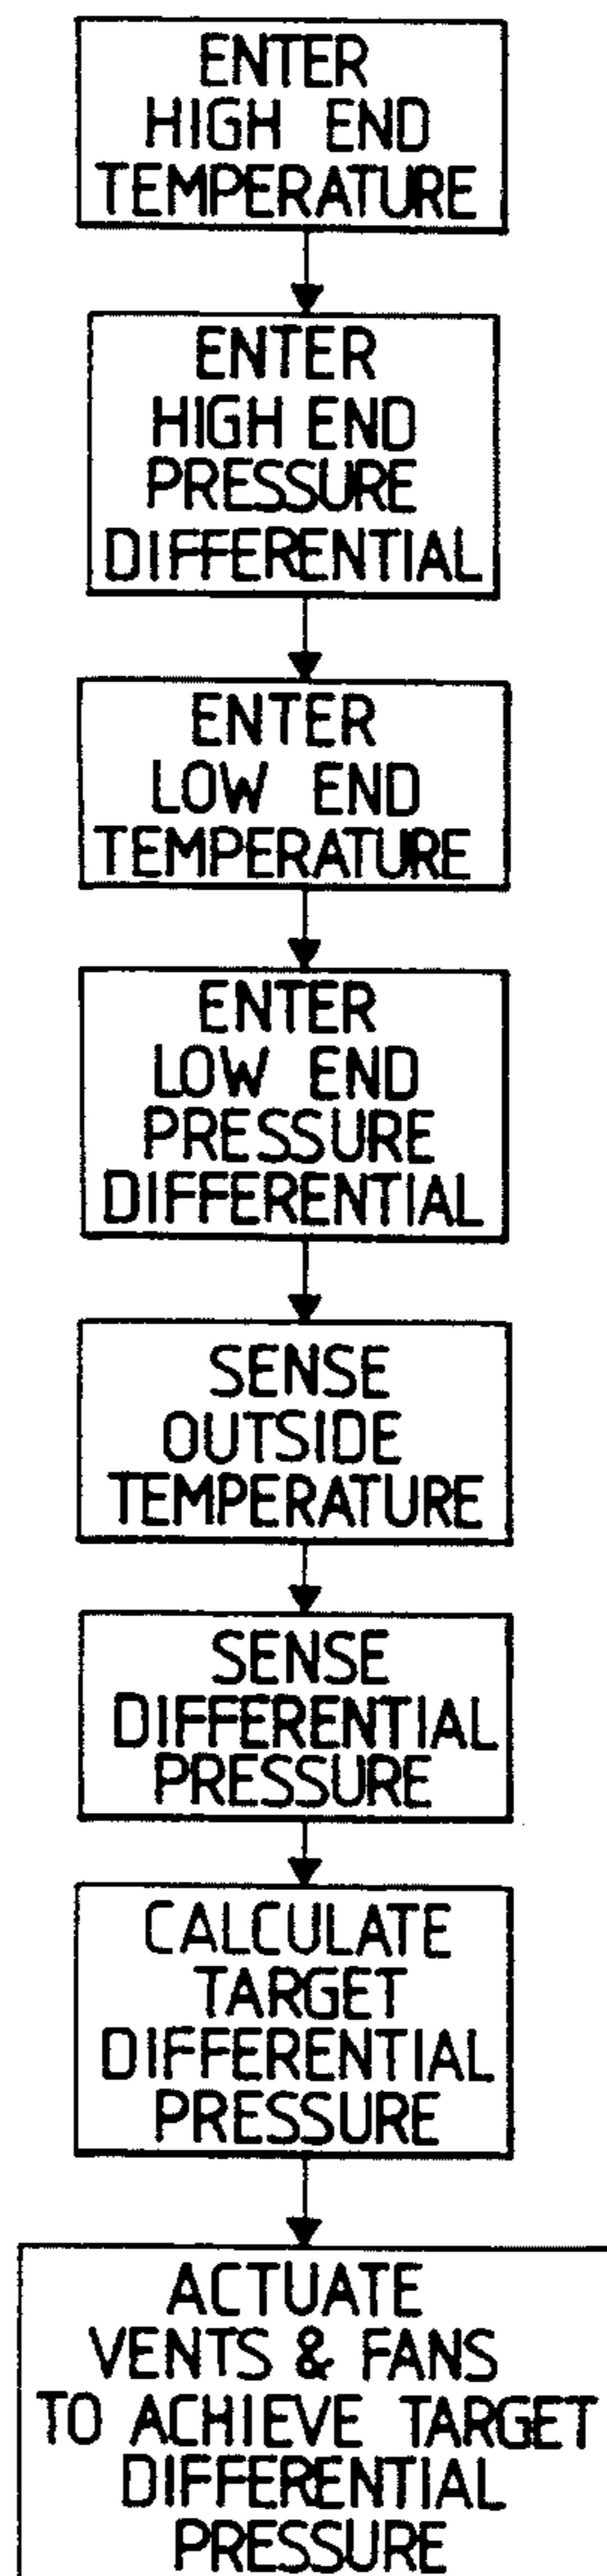 ENTER
HIGH END
TEMPERATURE
ENTER
HIGH END
PRESSURE
DIFFERENTIAL
ENTER
LOW END
TEMPERATURE
ENTER
LOW END
PRESSURE
DIFFERENTIAL
SENSE
OUTSIDE
TEMPERATURE
SENSE
DIFFERENTIAL
PRESSURE
CALCULATE
TARGET
DIFFERENTIAL
PRESSURE
ACTUATE
VENTS & FANS
TO ACHIEVE TARGET
DIFFERENTIAL
PRESSURE